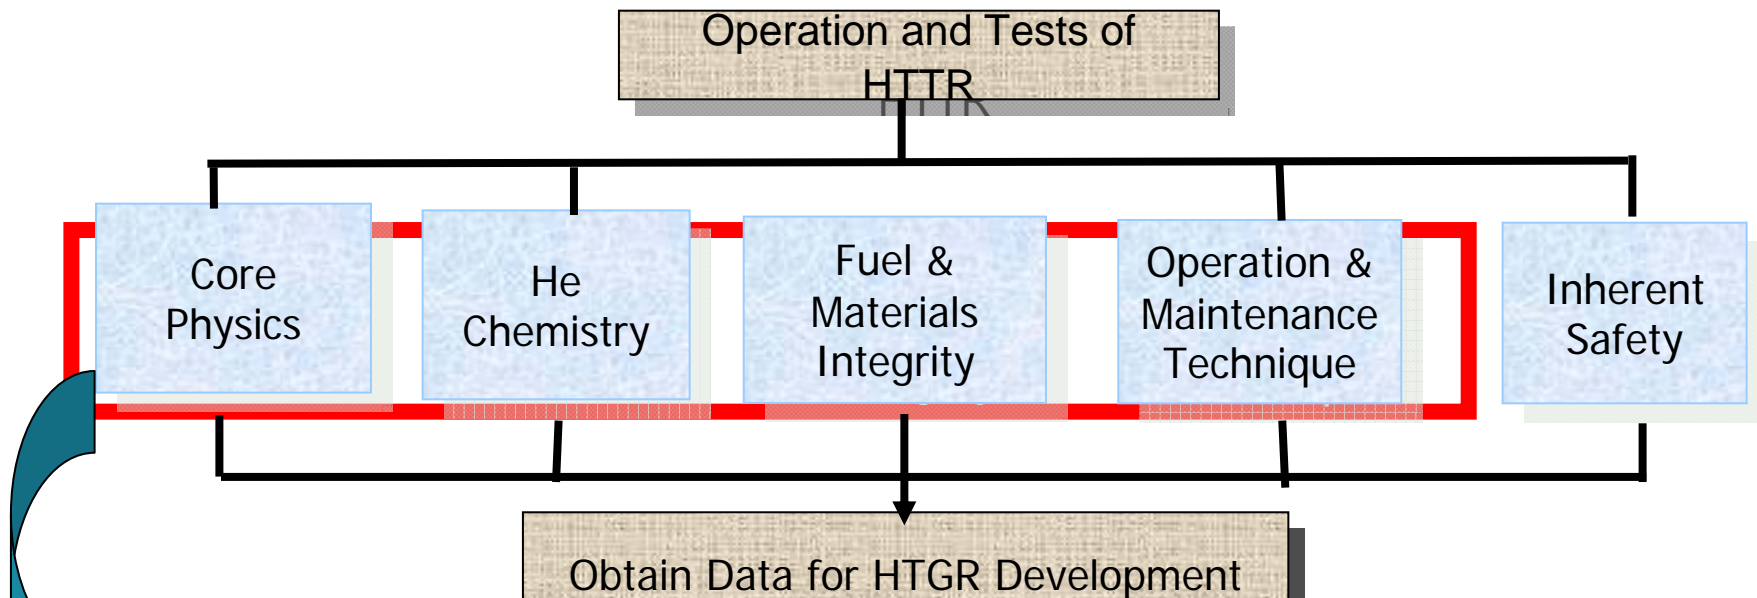 Operation and Tests of
HTTR
Core
Physics
He
Chemistry
Fuel &
Materials
Integrity
Operation &
Maintenance
Technique
Inherent
Safety
Obtain Data for HTGR Development